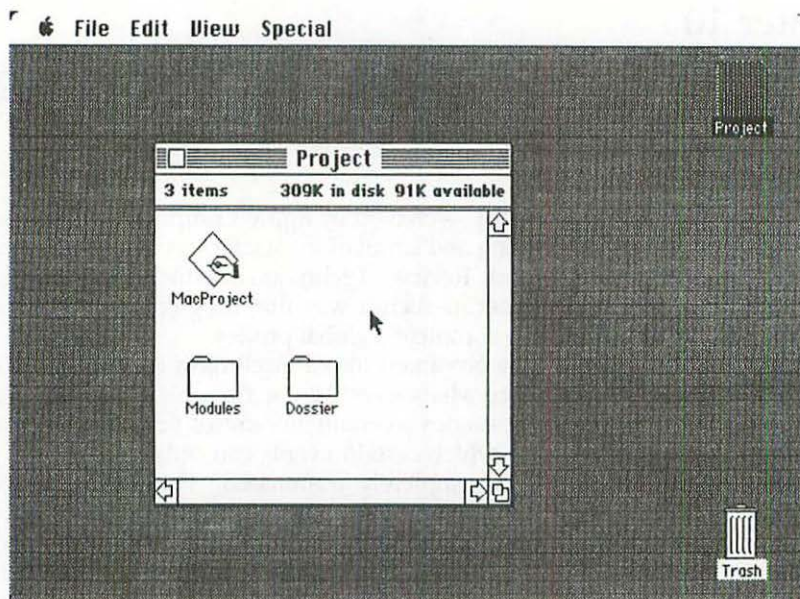 File Edit View Special
Project
Project
3 items 309K in disk 91K available
MacProject
Modules Dossier
Trash